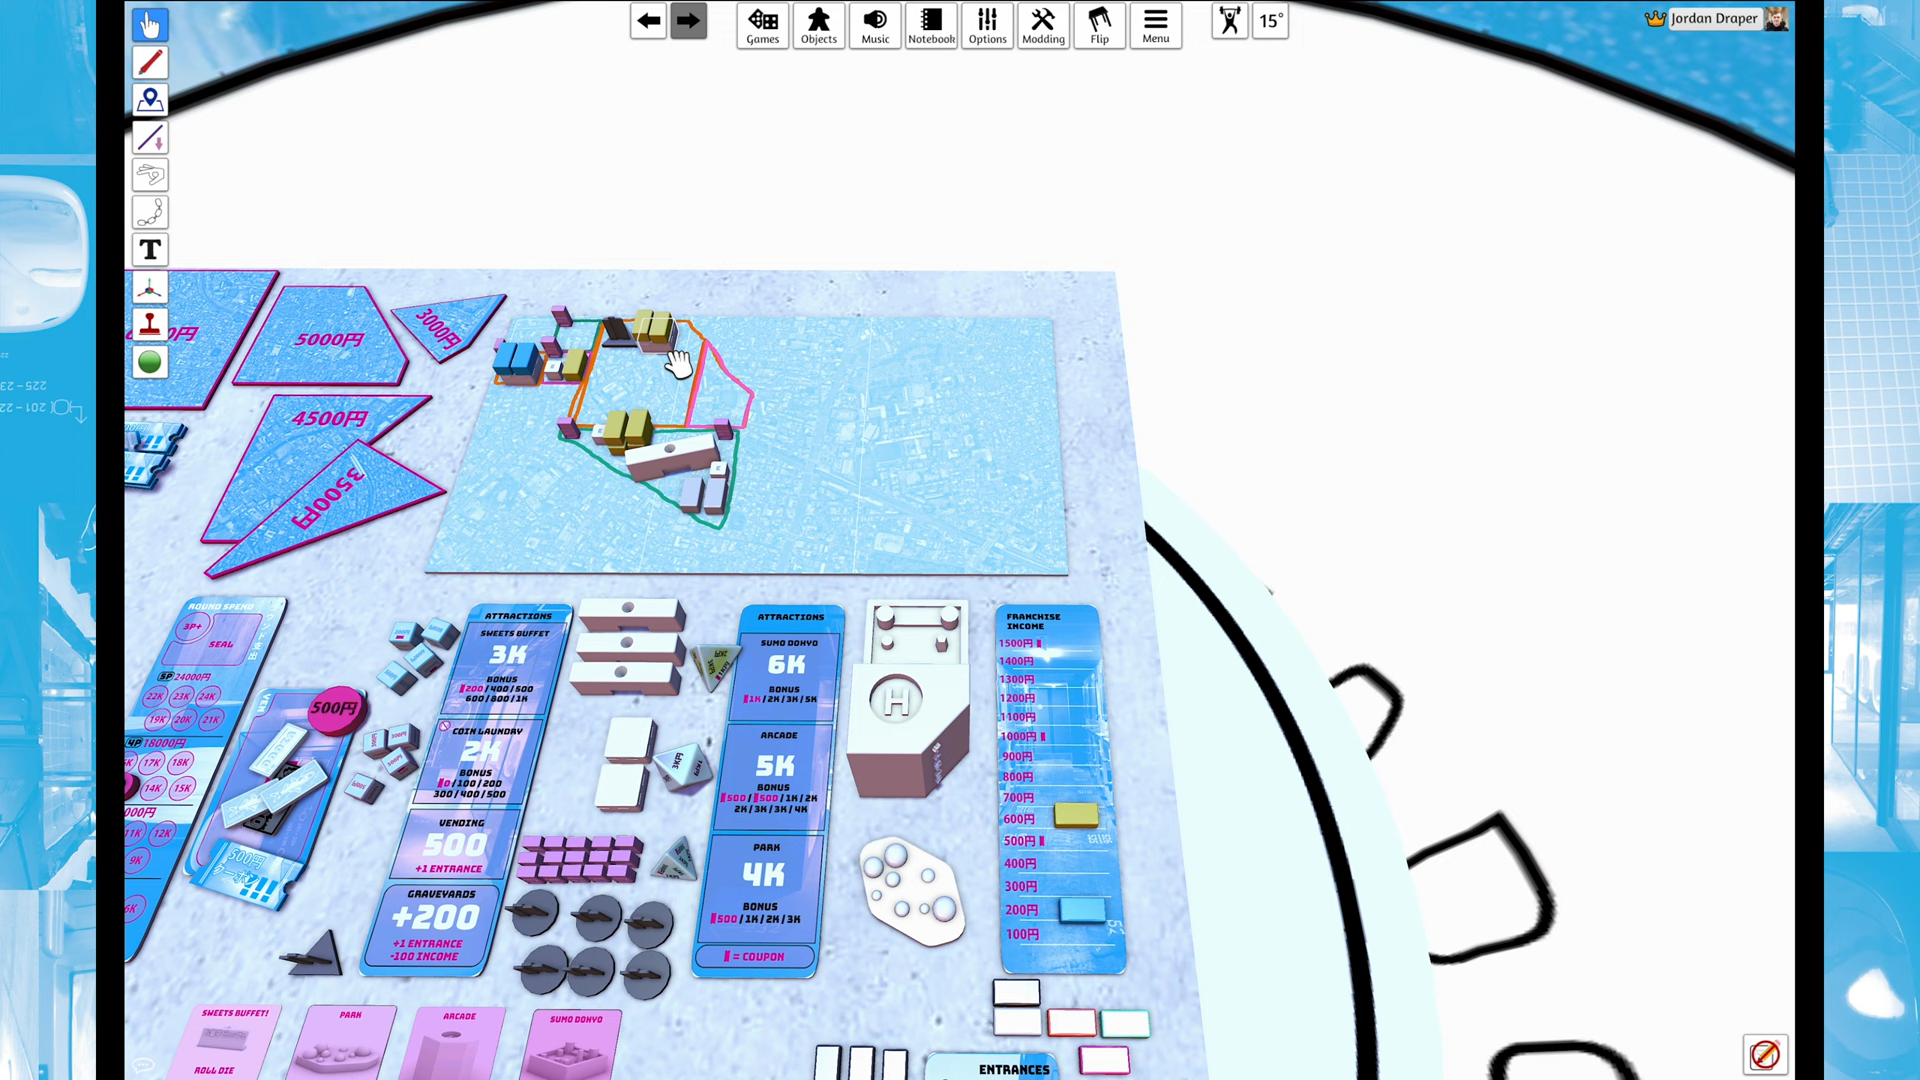 Games
Objects
Music
Notebook
Options
Modding
Flip
Menu
15°
Jordan Draper
T
5000円
3000円
4500円
3500円
ROUND SPEND
3P+
SEAL
5P 24000円
22K 23K 24K
19K 20K 21K
4P 18000円
17K 18K
14K 15K
11K 12K
9K
6K
500円
500円
ATTRACTIONS
SWEETS BUFFET
3K
BONUS
200 / 400 / 500
600 / 800 / 1K
COIN LAUNDRY
2K
BONUS
0 / 100 / 200
300 / 400 / 500
VENDING
500
+1 ENTRANCE
GRAVEYARDS
+200
+1 ENTRANCE
-100 INCOME
ATTRACTIONS
SUMO DOHYO
6K
BONUS
1K / 2K / 3K / 5K
ARCADE
5K
BONUS
500 / 500 / 1K / 2K
2K / 3K / 3K / 4K
PARK
4K
BONUS
500 / 1K / 2K / 3K
= COUPON
H
FRANCHISE
INCOME
1500円
1400円
1300円
1200円
1100円
1000円
900円
800円
700円
600円
500円
400円
300円
200円
100円
SWEETS BUFFET!
ROLL DIE
PARK
ARCADE
SUMO DOHYO
ENTRANCES